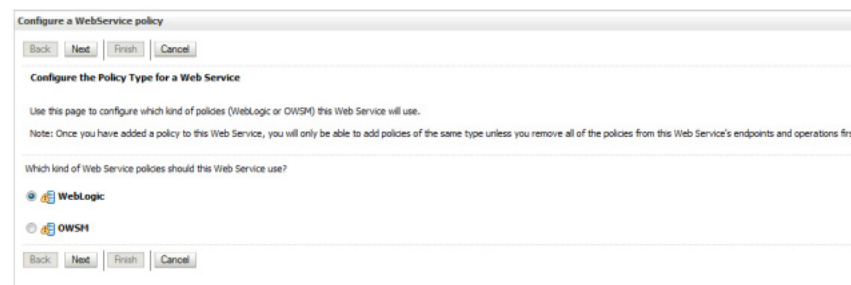 Configure a WebService policy
Back Next Finish Cancel
Configure the Policy Type for a Web Service
Use this page to configure which kind of policies (WebLogic or OWSM) this Web Service will use.
Note: Once you have added a policy to this Web Service, you will only be able to add policies of the same type unless you remove all of the policies from this Web Service's endpoints and operations firs
Which kind of Web Service policies should this Web Service use?
WebLogic
OWSM
Back Next Finish Cancel